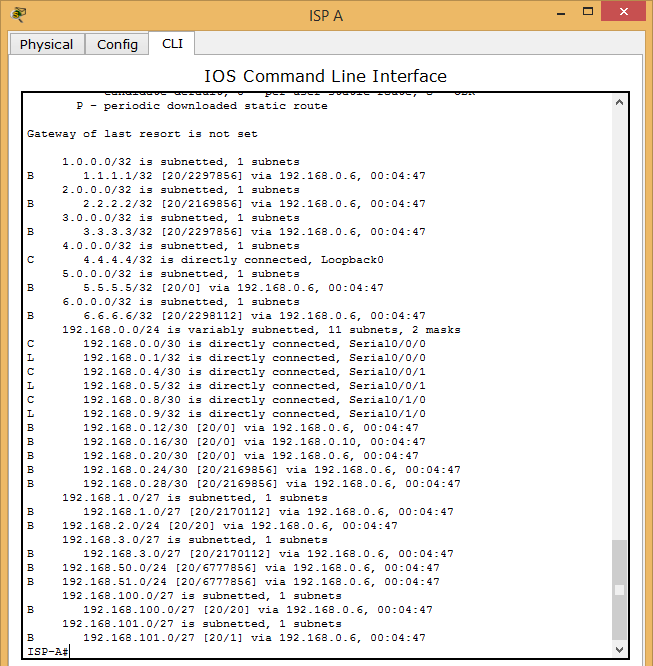 ISP A
Physical Config CLI
IOS Command Line Interface
P - periodic downloaded static route
Gateway of last resort is not set
1.0.0.0/32 is subnetted, 1 subnets
B 1.1.1.1/32 [20/2297856] via 192.168.0.6, 00:04:47
2.0.0.0/32 is subnetted, 1 subnets
B 2.2.2.2/32 [20/2169856] via 192.168.0.6, 00:04:47
3.0.0.0/32 is subnetted, 1 subnets
B 3.3.3.3/32 [20/2297856] via 192.168.0.6, 00:04:47
4.0.0.0/32 is subnetted, 1 subnets
C 4.4.4.4/32 is directly connected, Loopback0
5.0.0.0/32 is subnetted, 1 subnets
B 5.5.5.5/32 [20/0] via 192.168.0.6, 00:04:47
6.0.0.0/32 is subnetted, 1 subnets
B 6.6.6.6/32 [20/2298112] via 192.168.0.6, 00:04:47
192.168.0.0/24 is variably subnetted, 11 subnets, 2 masks
C 192.168.0.0/30 is directly connected, Serial0/0/0
L 192.168.0.1/32 is directly connected, Serial0/0/0
C 192.168.0.4/30 is directly connected, Serial0/0/1
L 192.168.0.5/32 is directly connected, Serial0/0/1
C 192.168.0.8/30 is directly connected, Serial0/1/0
L 192.168.0.9/32 is directly connected, Serial0/1/0
B 192.168.0.12/30 [20/0] via 192.168.0.6, 00:04:47
B 192.168.0.16/30 [20/0] via 192.168.0.10, 00:04:47
B 192.168.0.20/30 [20/0] via 192.168.0.6, 00:04:47
B 192.168.0.24/30 [20/2169856] via 192.168.0.6, 00:04:47
B 192.168.0.28/30 [20/2169856] via 192.168.0.6, 00:04:47
192.168.1.0/27 is subnetted, 1 subnets
B 192.168.1.0/27 [20/2170112] via 192.168.0.6, 00:04:47
B 192.168.2.0/24 [20/20] via 192.168.0.6, 00:04:47
192.168.3.0/27 is subnetted, 1 subnets
B 192.168.3.0/27 [20/2170112] via 192.168.0.6, 00:04:47
B 192.168.50.0/24 [20/6777856] via 192.168.0.6, 00:04:47
B 192.168.51.0/24 [20/6777856] via 192.168.0.6, 00:04:47
192.168.100.0/27 is subnetted, 1 subnets
B 192.168.100.0/27 [20/20] via 192.168.0.6, 00:04:47
192.168.101.0/27 is subnetted, 1 subnets
B 192.168.101.0/27 [20/1] via 192.168.0.6, 00:04:47
ISP-A#